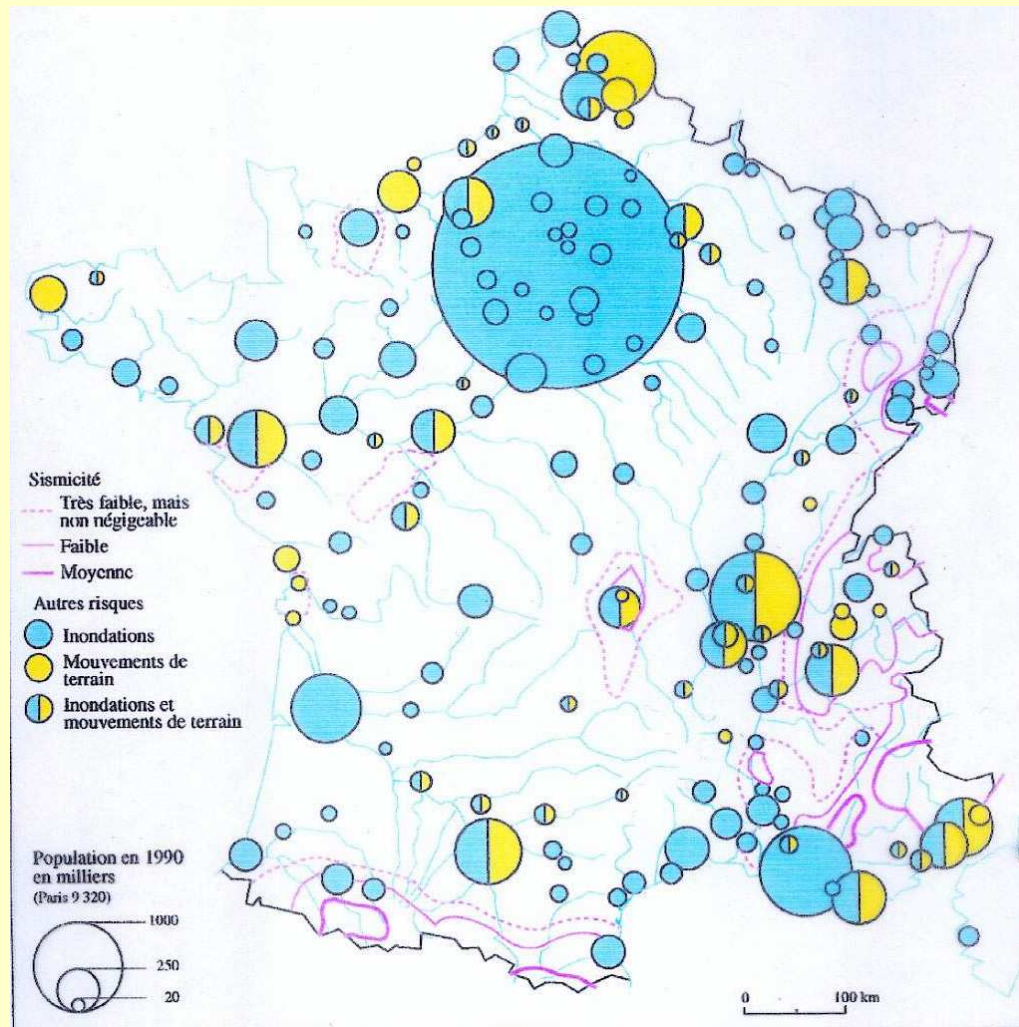 Sismicité
Très faible, mais
non négigeable
Faible
Moyenne
Autres risques
Inondations
Mouvements de
terrain
Inondations et
mouvements de terrain
Population en 1990
en milliers
(Paris 9 320)
1000
250
20
0 100 km